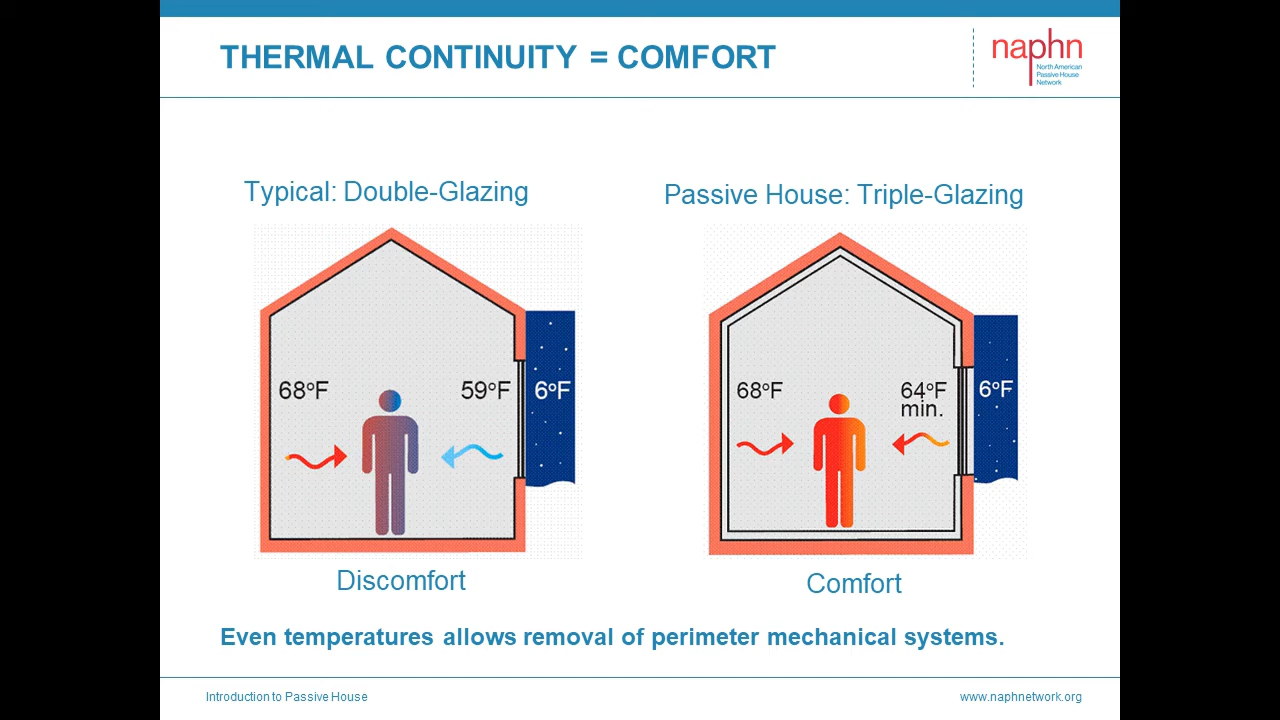 THERMAL CONTINUITY = COMFORT
naphn
North American
Passive House
Network
Typical: Double-Glazing
Passive House: Triple-Glazing
68°F
59°F
6°F
68°F
64°F
min.
6°F
Discomfort
Comfort
Even temperatures allows removal of perimeter mechanical systems.
Introduction to Passive House
www.naphnetwork.org